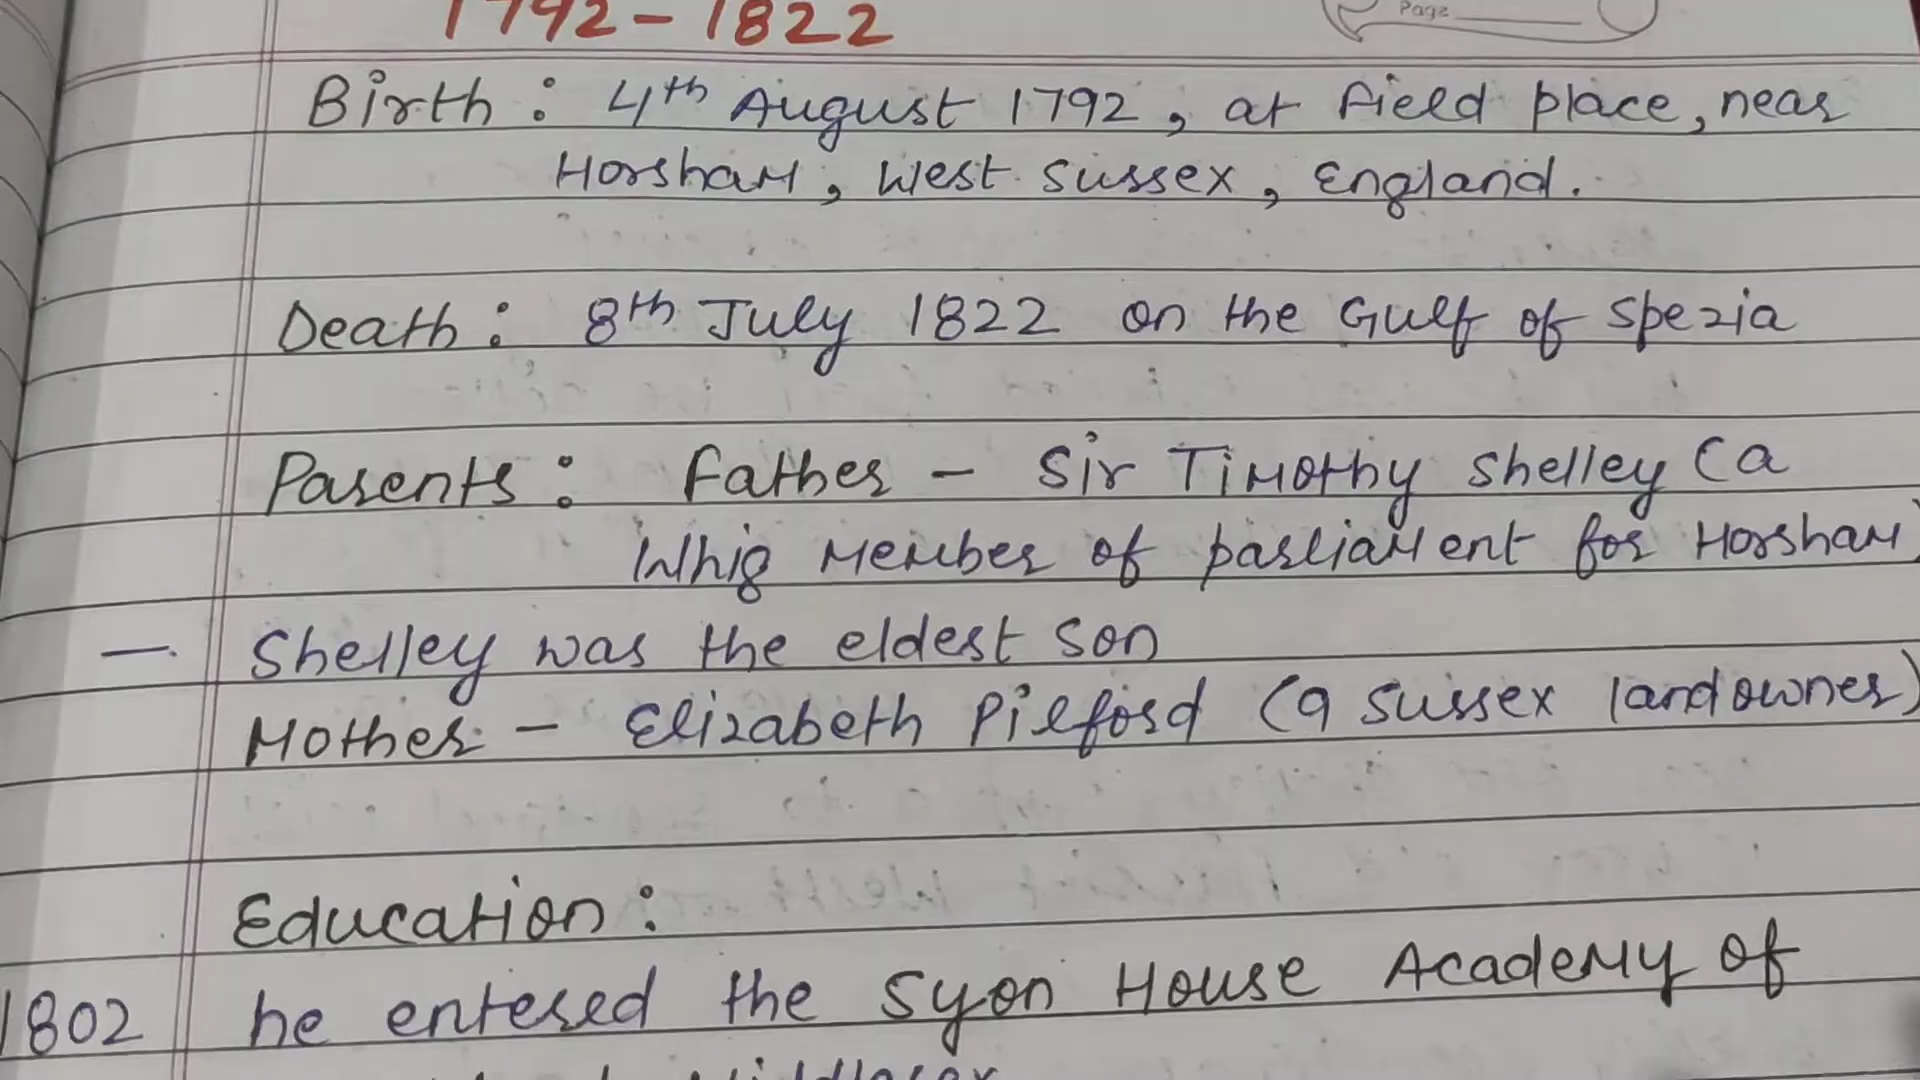 1792-1822
Page
Birth : 4th August 1792, at Field place, near
Horsham, West Sussex, England.
Death : 8th July 1822 on the Gulf of Spezia
Parents : Father - Sir Timothy Shelley (a
Whig Member of parliament for Horsham)
— Shelley was the eldest son
Mother - Elizabeth Pilford (a Sussex landowner)
Education :
1802 he entered the Syon House Academy of